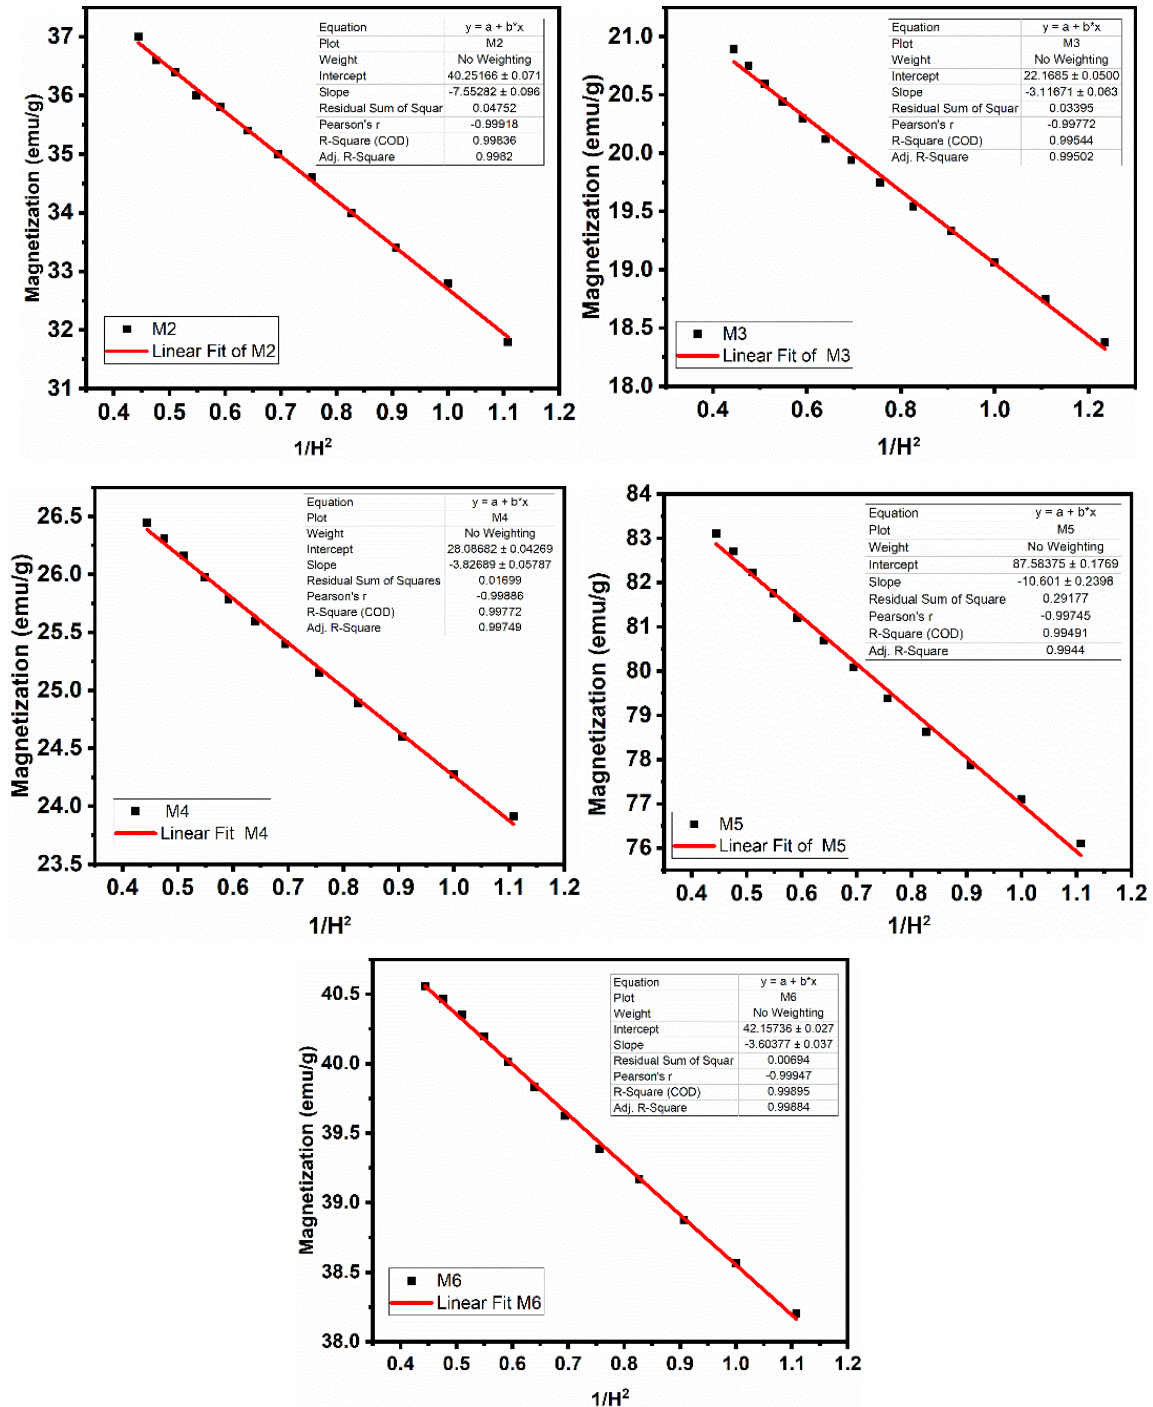 Magnetization (emu/g)
37
36
35
34
33
32
31
Equation y = a + b*x
Plot M2
Weight No Weighting
Intercept 40.25166 ± 0.071
Slope -7.55282 ± 0.096
Residual Sum of Squar 0.04752
Pearson's r -0.99918
R-Square (COD) 0.99836
Adj. R-Square 0.9982
M2
Linear Fit of M2
0.4 0.5 0.6 0.7 0.8 0.9 1.0 1.1 1.2
1/H²
Magnetization (emu/g)
21.0
20.5
20.0
19.5
19.0
18.5
18.0
Equation y = a + b*x
Plot M3
Weight No Weighting
Intercept 22.1685 ± 0.0500
Slope -3.11671 ± 0.063
Residual Sum of Squar 0.03395
Pearson's r -0.99772
R-Square (COD) 0.99544
Adj. R-Square 0.99502
M3
Linear Fit of M3
0.4 0.6 0.8 1.0 1.2
1/H²
Magnetization (emu/g)
26.5
26.0
25.5
25.0
24.5
24.0
23.5
Equation y = a + b*x
Plot M4
Weight No Weighting
Intercept 28.08682 ± 0.04269
Slope -3.82689 ± 0.05787
Residual Sum of Squares 0.01699
Pearson's r -0.99886
R-Square (COD) 0.99772
Adj. R-Square 0.99749
M4
Linear Fit M4
0.4 0.5 0.6 0.7 0.8 0.9 1.0 1.1 1.2
1/H²
Magnetization (emu/g)
84
83
82
81
80
79
78
77
76
Equation y = a + b*x
Plot M5
Weight No Weighting
Intercept 87.58375 ± 0.1769
Slope -10.601 ± 0.2398
Residual Sum of Square 0.29177
Pearson's r -0.99745
R-Square (COD) 0.99491
Adj. R-Square 0.9944
M5
Linear Fit of M5
0.4 0.5 0.6 0.7 0.8 0.9 1.0 1.1 1.2
1/H²
Magnetization (emu/g)
40.5
40.0
39.5
39.0
38.5
38.0
Equation y = a + b*x
Plot M6
Weight No Weighting
Intercept 42.15736 ± 0.027
Slope -3.60377 ± 0.037
Residual Sum of Squar 0.00694
Pearson's r -0.99947
R-Square (COD) 0.99895
Adj. R-Square 0.99884
M6
Linear Fit M6
0.4 0.5 0.6 0.7 0.8 0.9 1.0 1.1 1.2
1/H²